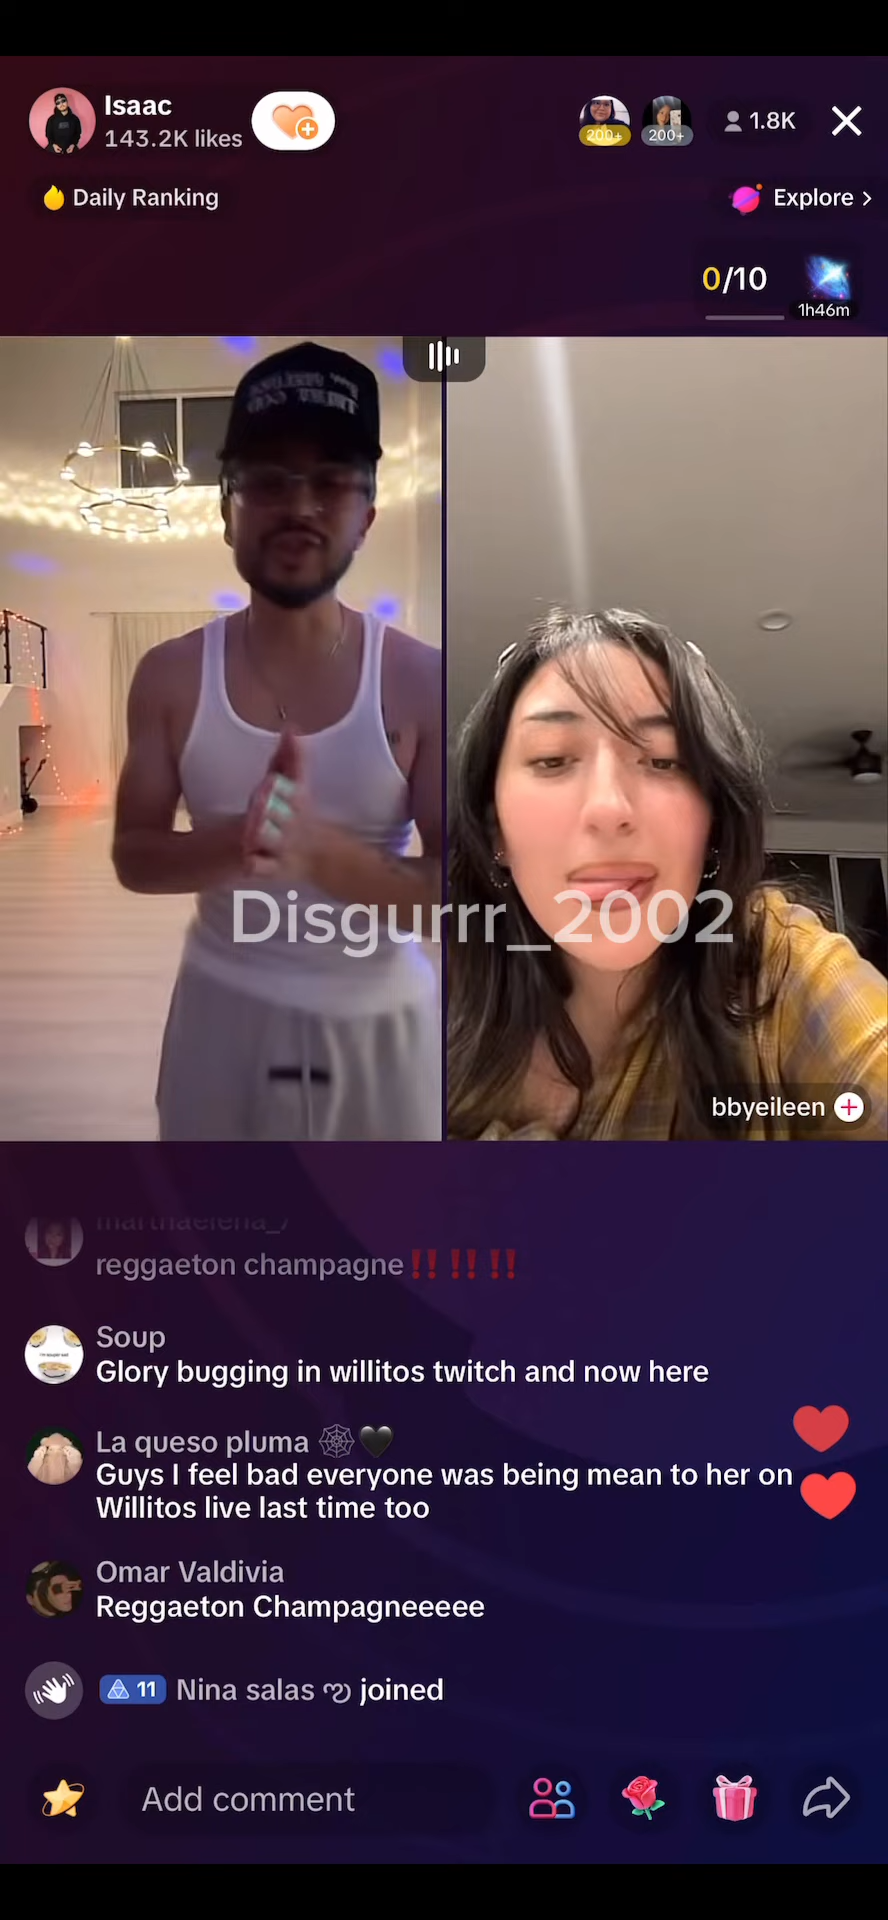 Isaac
143.2K likes
200+
200+
1.8K
Daily Ranking
Explore
0/10
1h46m
Disgurrr_2002
bbyeileen
marthaelena_7
reggaeton champagne‼️ ‼️ ‼️
Soup
Glory bugging in willitos twitch and now here
La queso pluma 🕸️🖤
Guys I feel bad everyone was being mean to her on
Willitos live last time too
Omar Valdivia
Reggaeton Champagneeeee
11 Nina salas ఌ joined
Add comment